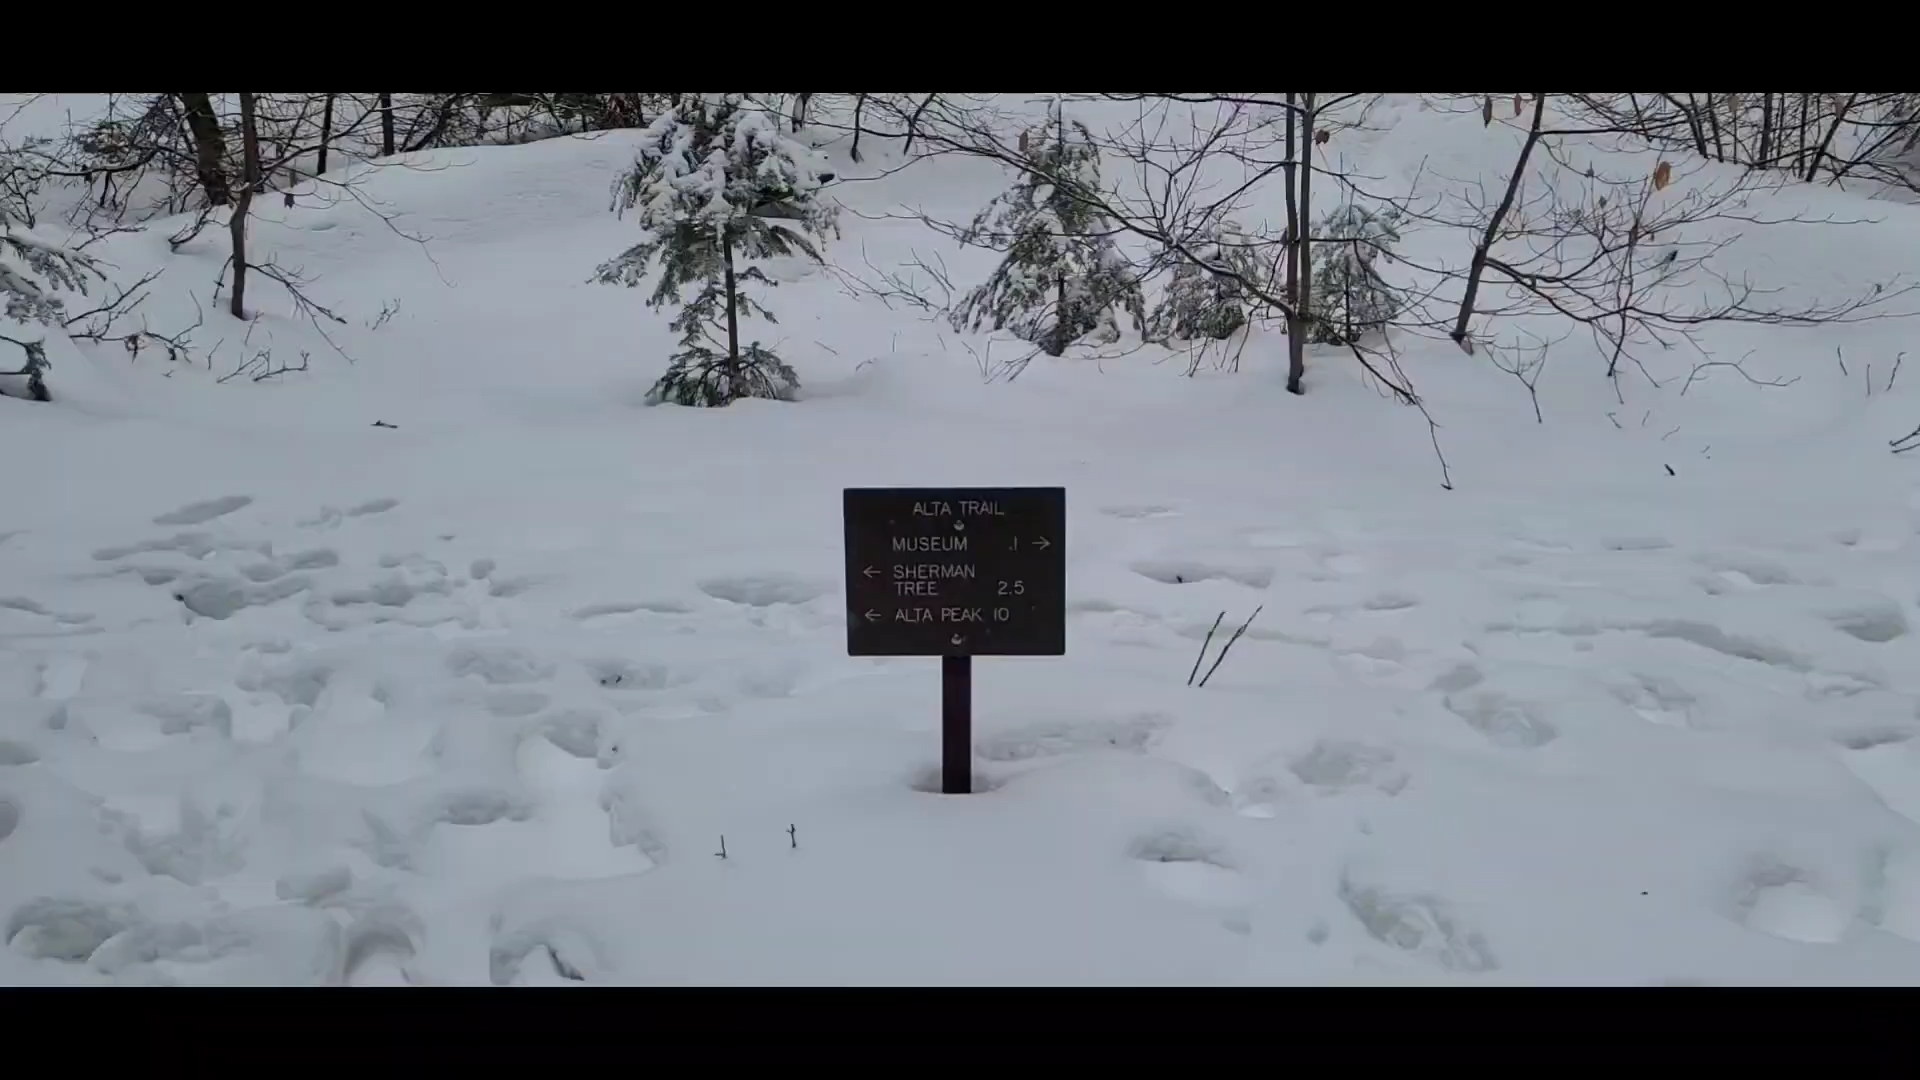 ALTA TRAIL
MUSEUM .1 →
← SHERMAN
TREE 2.5
← ALTA PEAK 10